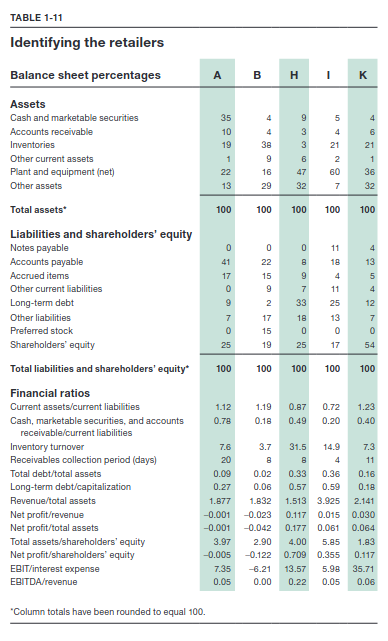 TABLE 1-11
Identifying the retailers
Balance sheet percentages A B H I K
Assets
Cash and marketable securities 35 4 9 5 4
Accounts receivable 10 4 3 4 6
Inventories 19 38 3 21 21
Other current assets 1 9 6 2 1
Plant and equipment (net) 22 16 47 60 36
Other assets 13 29 32 7 32
Total assets* 100 100 100 100 100
Liabilities and shareholders' equity
Notes payable 0 0 0 11 4
Accounts payable 41 22 8 18 13
Accrued items 17 15 9 4 5
Other current liabilities 0 9 7 11 4
Long-term debt 9 2 33 25 12
Other liabilities 7 17 18 13 7
Preferred stock 0 15 0 0 0
Shareholders' equity 25 19 25 17 54
Total liabilities and shareholders' equity* 100 100 100 100 100
Financial ratios
Current assets/current liabilities 1.12 1.19 0.87 0.72 1.23
Cash, marketable securities, and accounts 0.78 0.18 0.49 0.20 0.40
receivable/current liabilities
Inventory turnover 7.6 3.7 31.5 14.9 7.3
Receivables collection period (days) 20 8 8 4 11
Total debt/total assets 0.09 0.02 0.33 0.36 0.16
Long-term debt/capitalization 0.27 0.06 0.57 0.59 0.18
Revenue/total assets 1.877 1.832 1.513 3.925 2.141
Net profit/revenue -0.001 -0.023 0.117 0.015 0.030
Net profit/total assets -0.001 -0.042 0.177 0.061 0.064
Total assets/shareholders' equity 3.97 2.90 4.00 5.85 1.83
Net profit/shareholders' equity -0.005 -0.122 0.709 0.355 0.117
EBIT/interest expense 7.35 -6.21 13.57 5.98 35.71
EBITDA/revenue 0.05 0.00 0.22 0.05 0.06
*Column totals have been rounded to equal 100.